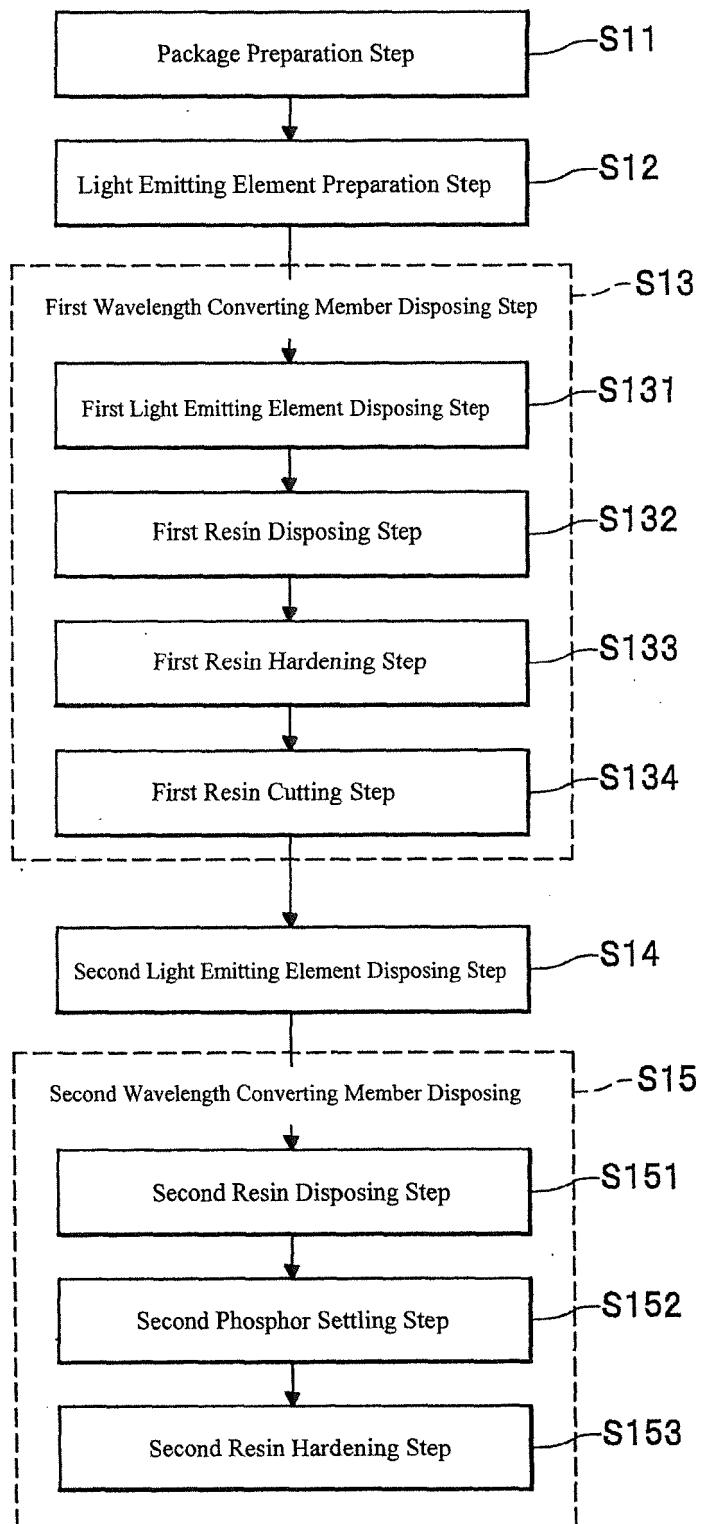 Package Preparation Step
S11
Light Emitting Element Preparation Step
S12
First Wavelength Converting Member Disposing Step
S13
First Light Emitting Element Disposing Step
S131
First Resin Disposing Step
S132
First Resin Hardening Step
S133
First Resin Cutting Step
S134
Second Light Emitting Element Disposing Step
S14
Second Wavelength Converting Member Disposing
S15
Second Resin Disposing Step
S151
Second Phosphor Settling Step
S152
Second Resin Hardening Step
S153